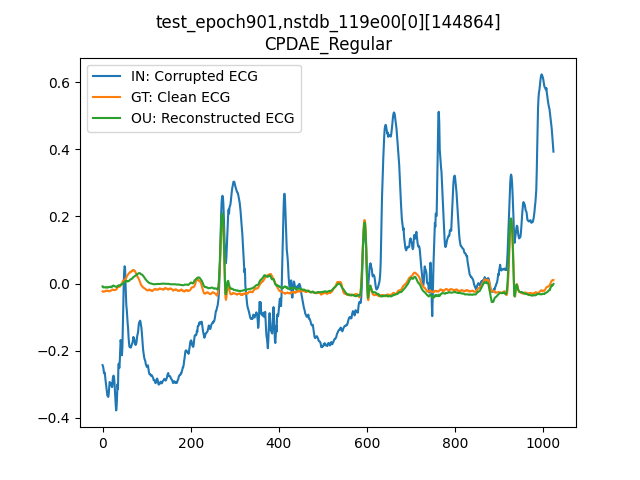 test_epoch901,nstdb_119e00[0][144864]
CPDAE_Regular
IN: Corrupted ECG
GT: Clean ECG
OU: Reconstructed ECG
0.6
0.4
0.2
0.0
−0.2
−0.4
0 200 400 600 800 1000